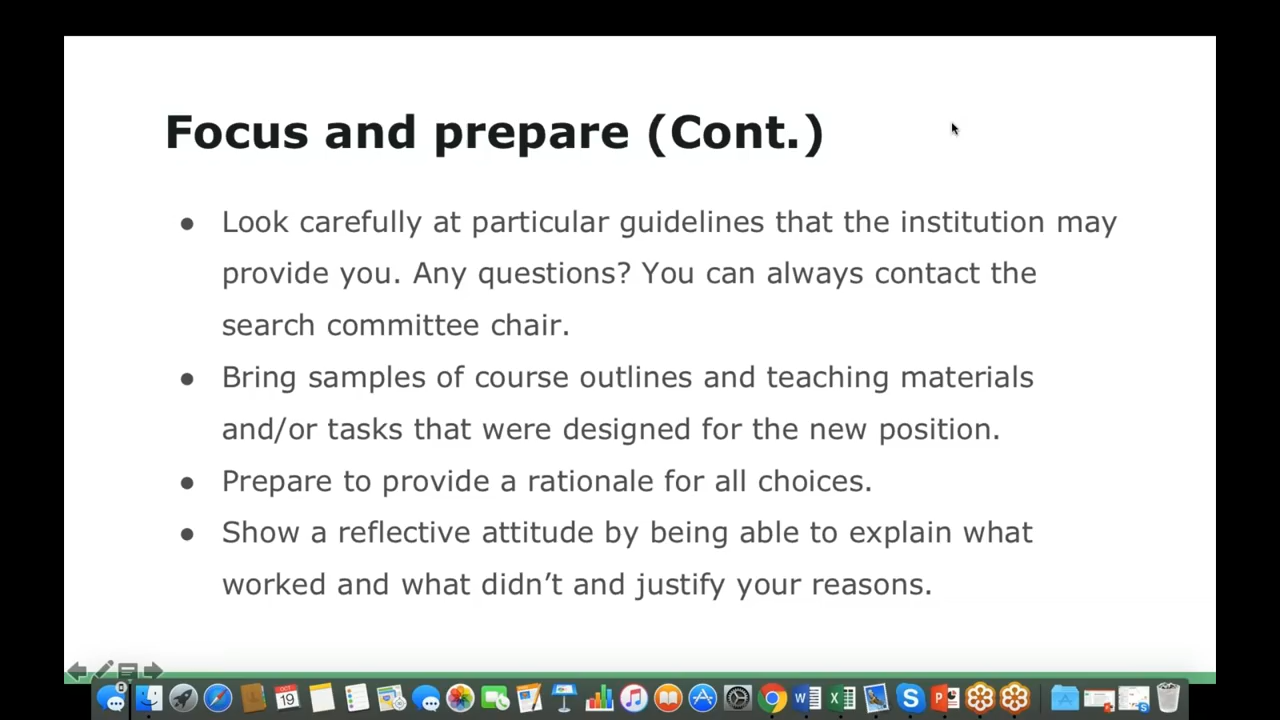 Focus and prepare (Cont.)
● Look carefully at particular guidelines that the institution may
provide you. Any questions? You can always contact the
search committee chair.
● Bring samples of course outlines and teaching materials
and/or tasks that were designed for the new position.
● Prepare to provide a rationale for all choices.
● Show a reflective attitude by being able to explain what
worked and what didn’t and justify your reasons.
OCT
19